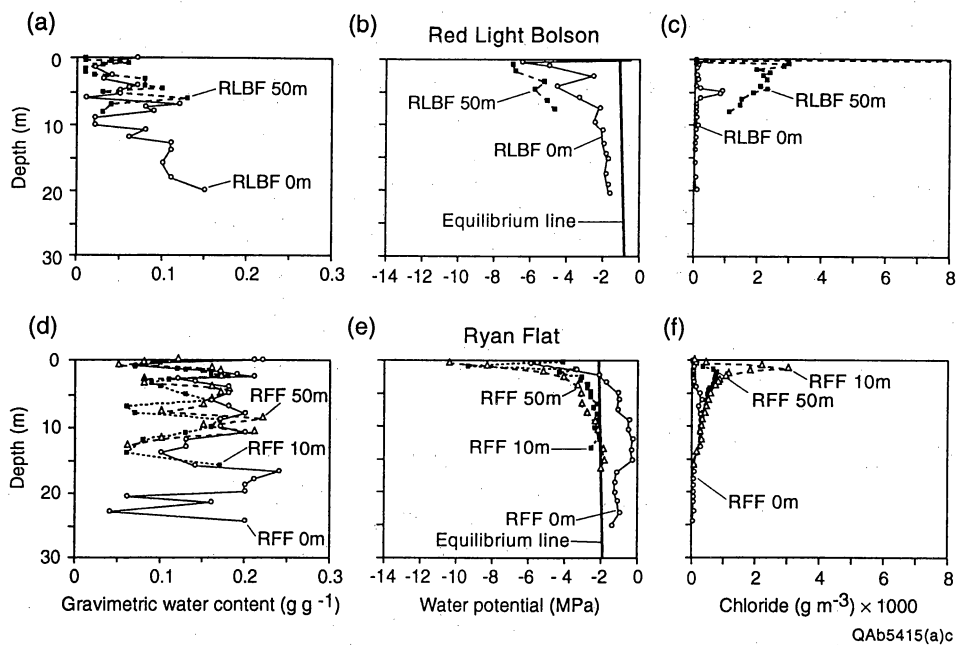 (a)
(b)
Red Light Bolson
(c)
0
10
20
30
Depth (m)
RLBF 50m
RLBF 0m
0
0.1
0.2
0.3
RLBF 50m
RLBF 0m
Equilibrium line
-14
-12
-10
-8
-6
-4
-2
0
RLBF 50m
RLBF 0m
0
2
4
6
8
(d)
(e)
Ryan Flat
(f)
0
10
20
30
Depth (m)
RFF 50m
RFF 10m
RFF 0m
0
0.1
0.2
0.3
Gravimetric water content (g g -1)
RFF 50m
RFF 10m
RFF 0m
Equilibrium line
-14
-12
-10
-8
-6
-4
-2
0
Water potential (MPa)
RFF 10m
RFF 50m
RFF 0m
0
2
4
6
8
Chloride (g m-3) × 1000
QAb5415(a)c